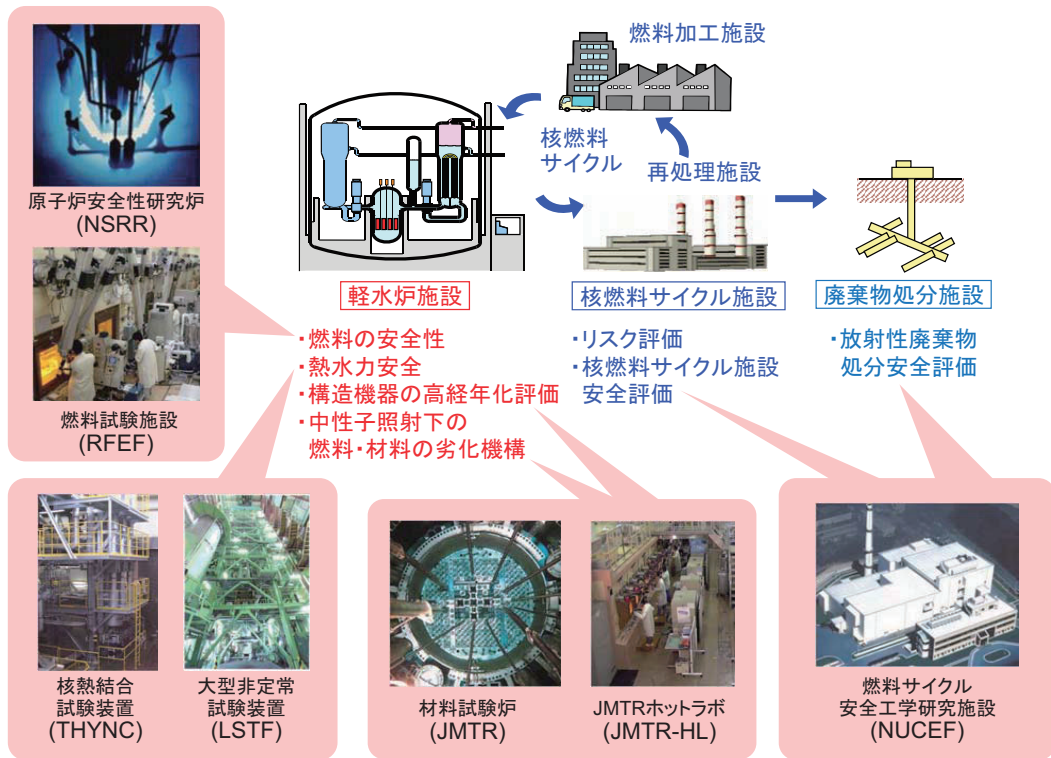 燃料加工施設
核燃料
サイクル
再処理施設
原子炉安全性研究炉
(NSRR)
燃料試験施設
(RFEF)
軽水炉施設
・燃料の安全性
・熱水力安全
・構造機器の高経年化評価
・中性子照射下の
燃料・材料の劣化機構
核燃料サイクル施設
・リスク評価
・核燃料サイクル施設
安全評価
廃棄物処分施設
・放射性廃棄物
処分安全評価
核熱結合
試験装置
(THYNC)
大型非定常
試験装置
(LSTF)
材料試験炉
(JMTR)
JMTRホットラボ
(JMTR-HL)
燃料サイクル
安全工学研究施設
(NUCEF)